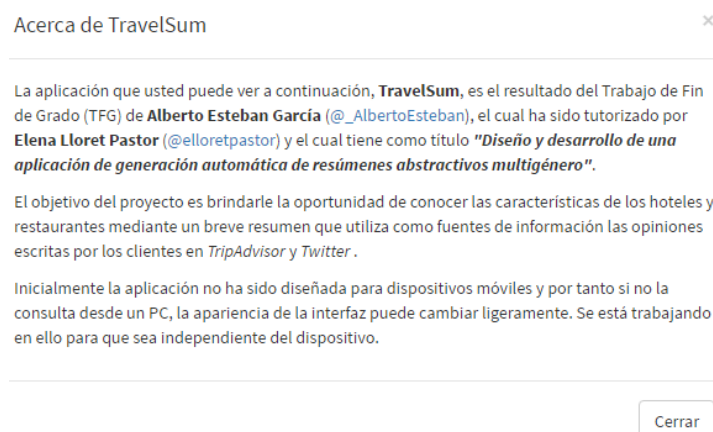 Acerca de TravelSum
×
La aplicación que usted puede ver a continuación, TravelSum, es el resultado del Trabajo de Fin
de Grado (TFG) de Alberto Esteban García (@_AlbertoEsteban), el cual ha sido tutorizado por
Elena Lloret Pastor (@elloretpastor) y el cual tiene como título "Diseño y desarrollo de una
aplicación de generación automática de resúmenes abstractivos multigénero".
El objetivo del proyecto es brindarle la oportunidad de conocer las características de los hoteles y
restaurantes mediante un breve resumen que utiliza como fuentes de información las opiniones
escritas por los clientes en TripAdvisor y Twitter .
Inicialmente la aplicación no ha sido diseñada para dispositivos móviles y por tanto si no la
consulta desde un PC, la apariencia de la interfaz puede cambiar ligeramente. Se está trabajando
en ello para que sea independiente del dispositivo.
Cerrar